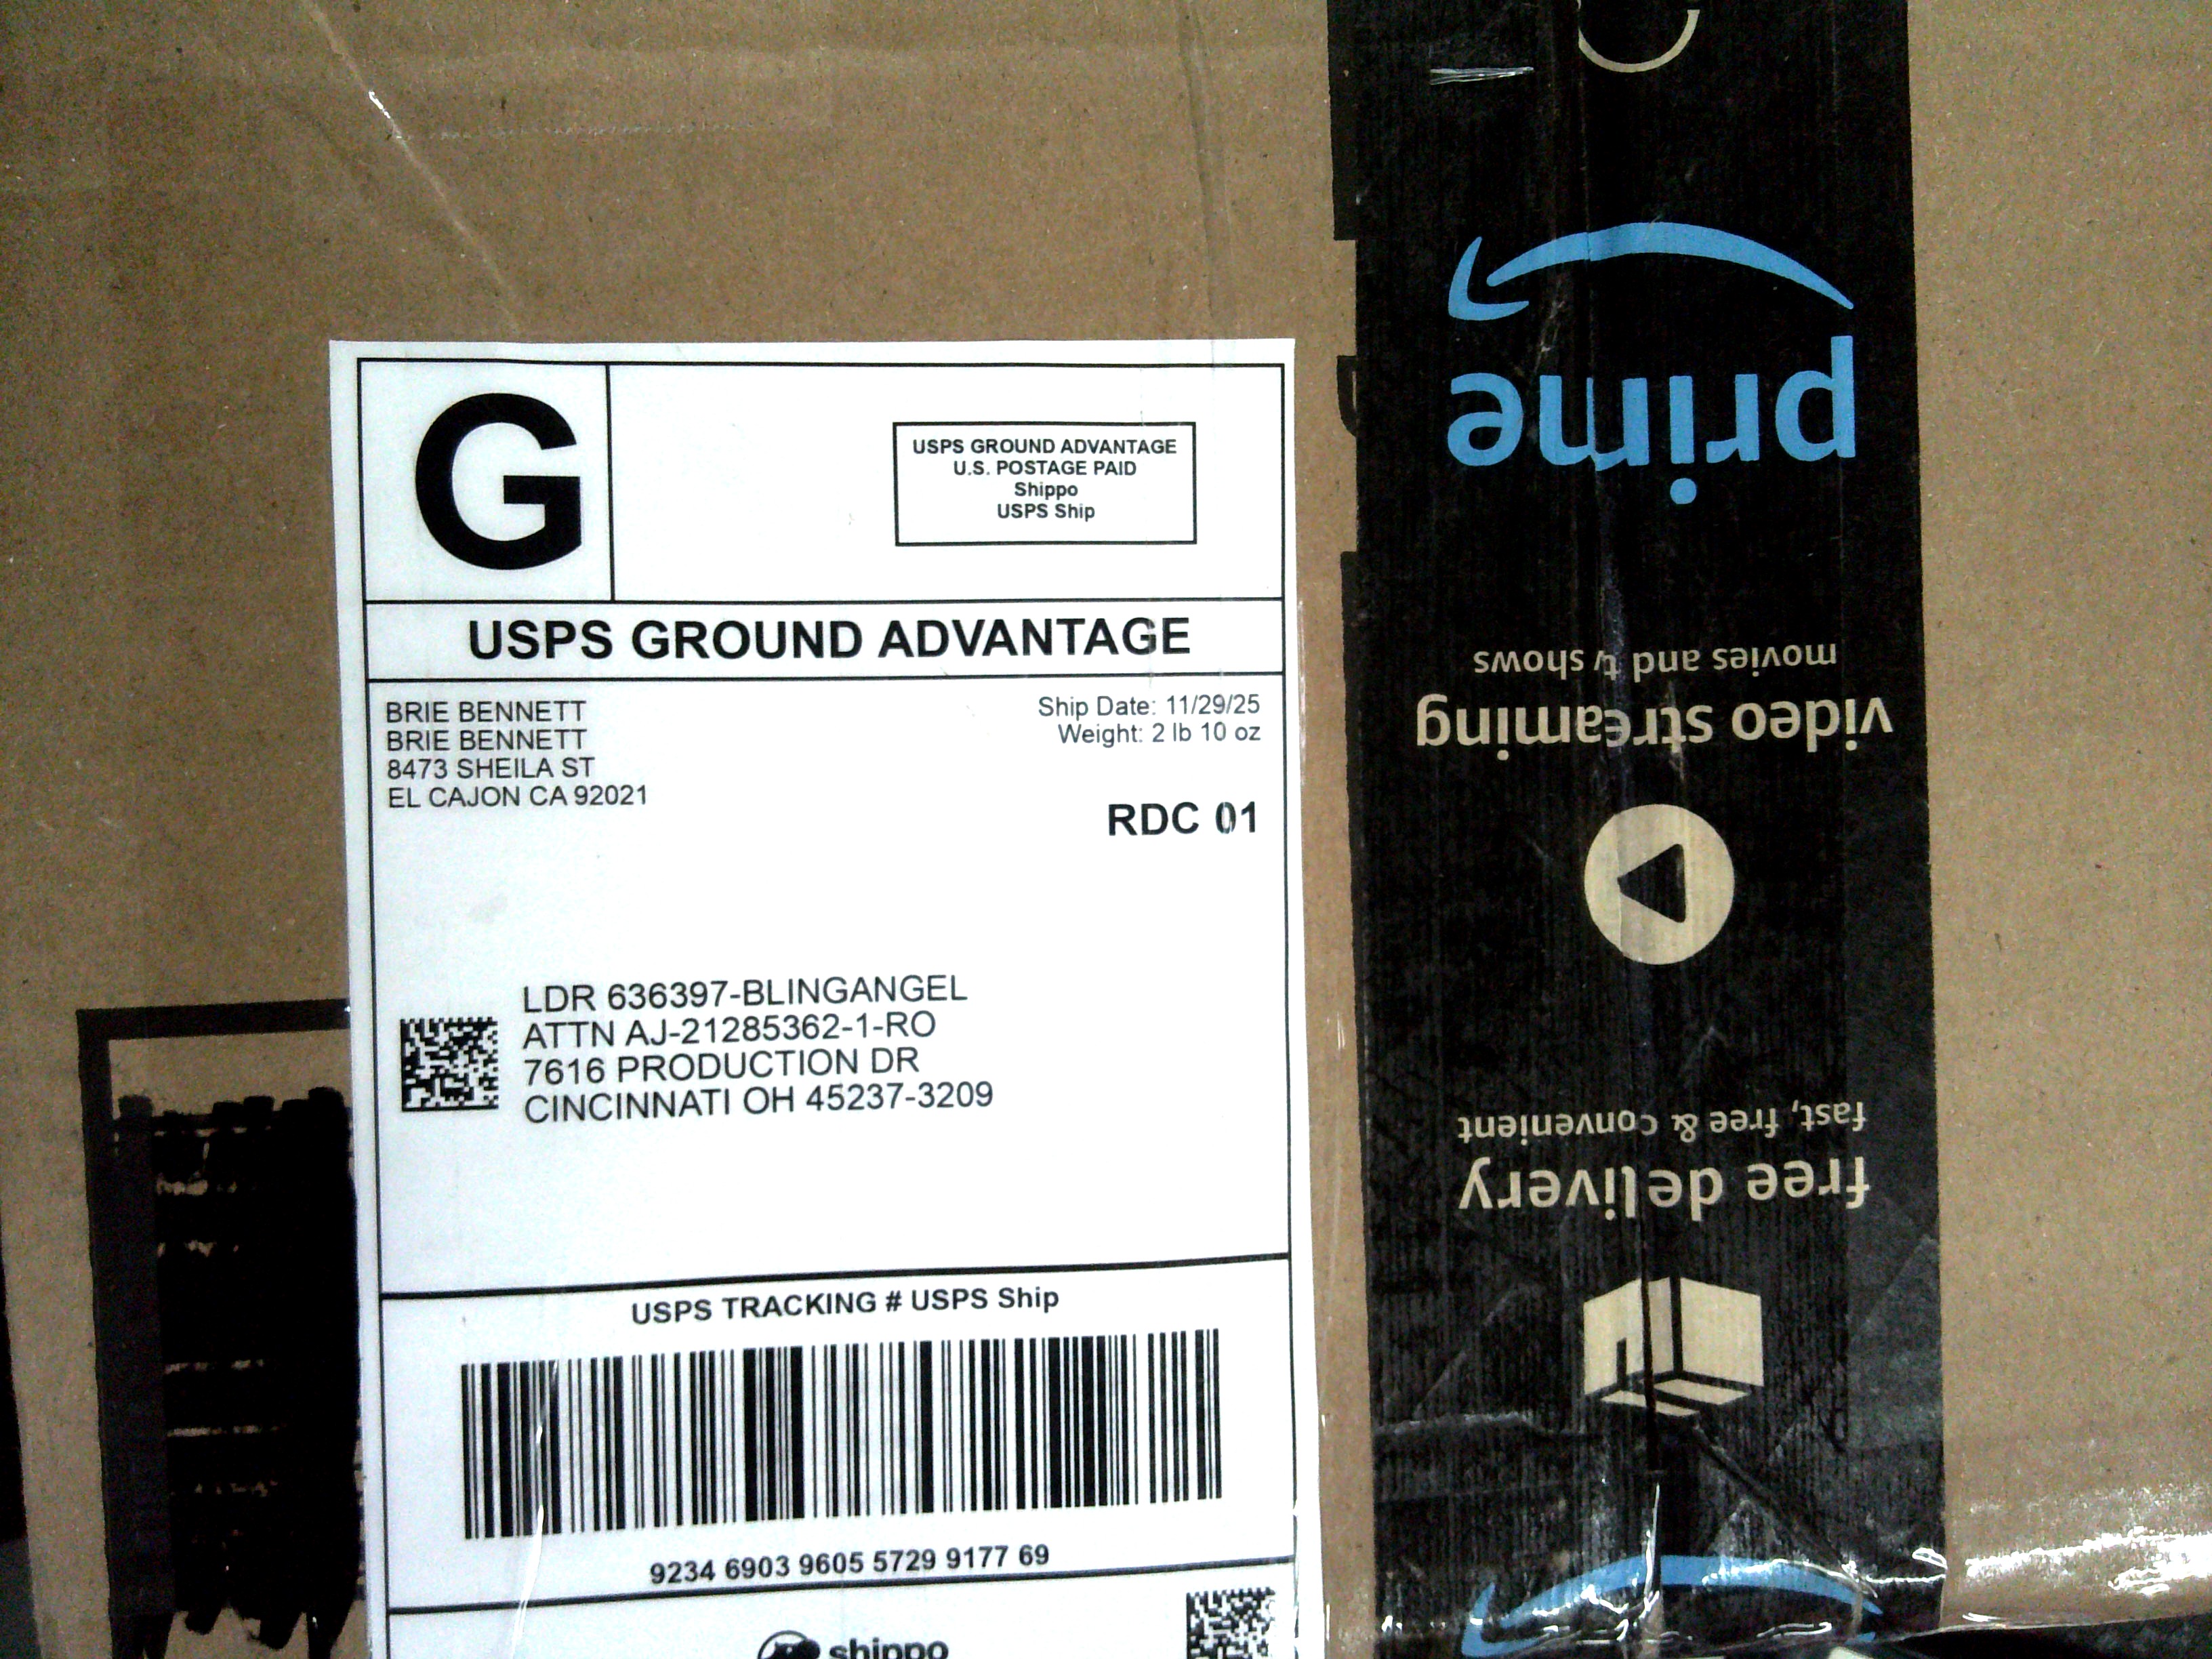 G
USPS GROUND ADVANTAGE
U.S. POSTAGE PAID
Shippo
USPS Ship
USPS GROUND ADVANTAGE
BRIE BENNETT
BRIE BENNETT
8473 SHEILA ST
EL CAJON CA 92021
Ship Date: 11/29/25
Weight: 2 lb 10 oz
RDC 01
LDR 636397-BLINGANGEL
ATTN AJ-21285362-1-RO
7616 PRODUCTION DR
CINCINNATI OH 45237-3209
USPS TRACKING # USPS Ship
9234 6903 9605 5729 9177 69
shippo
free delivery
fast, free & convenient
video streaming
movies and tv shows
prime